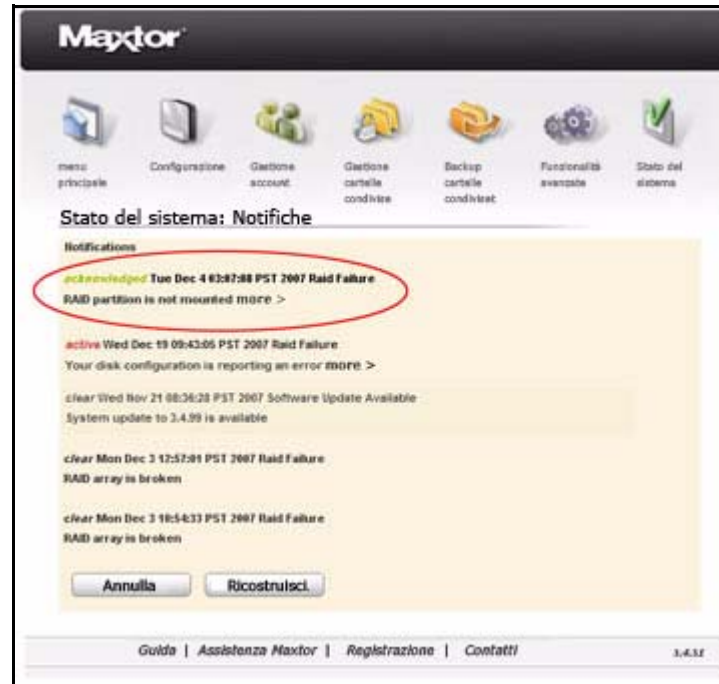 Maxtor
menu principale
Configurazione
Gestione account
Gestione cartelle condivise
Backup cartelle condiviset
Funzionalità avanzate
Stato del sistema
Stato del sistema: Notifiche
Notifications
acknowledged Tue Dec 4 03:07:08 PST 2007 Raid Failure
RAID partition is not mounted more >
active Wed Dec 19 09:43:05 PST 2007 Raid Failure
Your disk configuration is reporting an error more >
clear Wed Nov 21 08:36:28 PST 2007 Software Update Available
System update to 3.4.99 is available
clear Mon Dec 3 12:57:01 PST 2007 Raid Failure
RAID array is broken
clear Mon Dec 3 10:54:33 PST 2007 Raid Failure
RAID array is broken
Annulla
Ricostruisci.
Guida | Assistenza Maxtor | Registrazione | Contatti